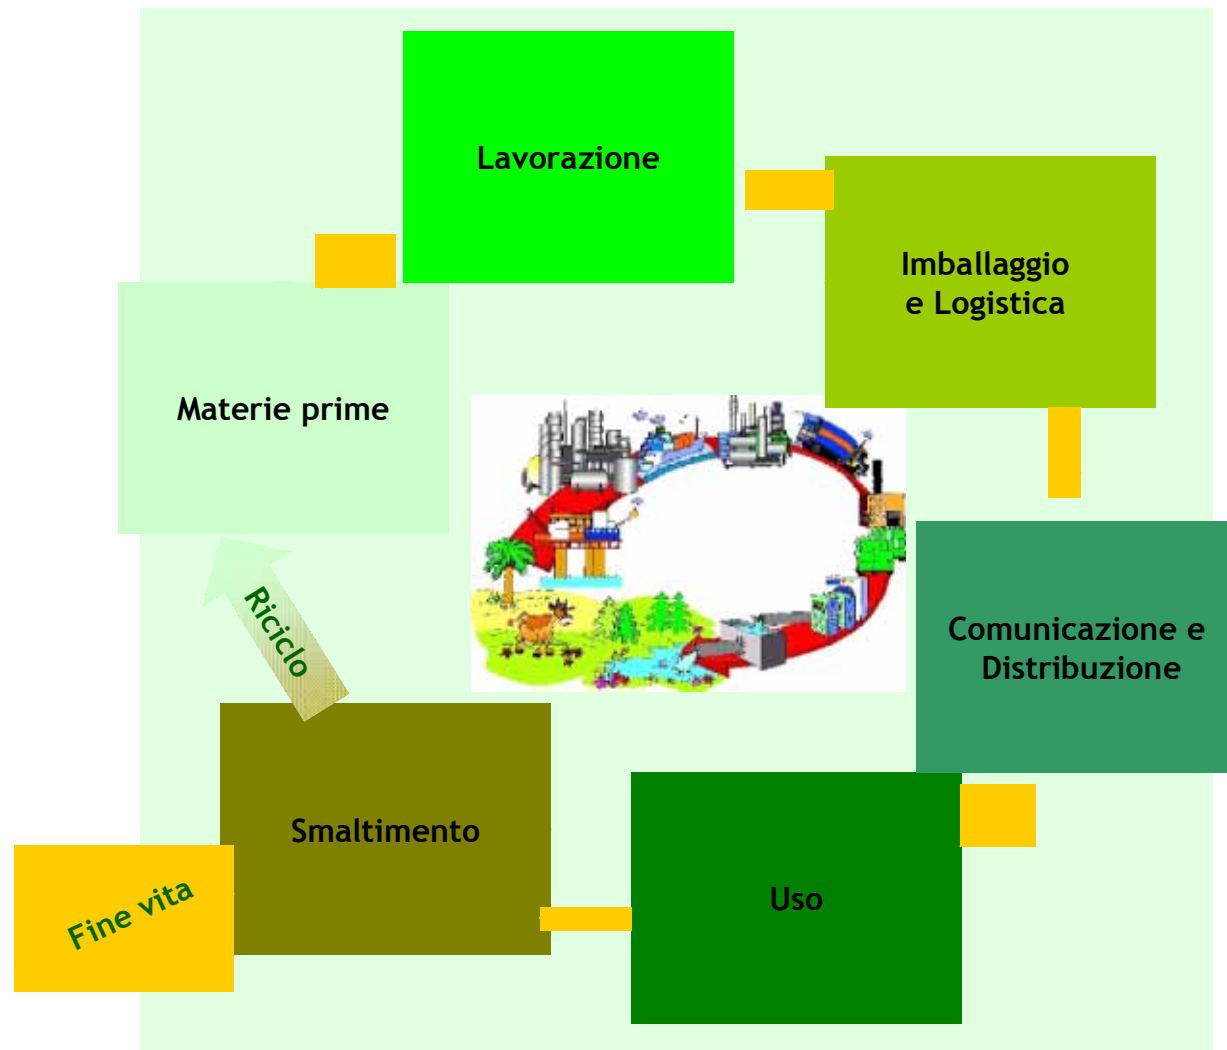 Lavorazione
Imballaggio
e Logistica
Materie prime
Riciclo
Comunicazione e
Distribuzione
Smaltimento
Uso
Fine vita